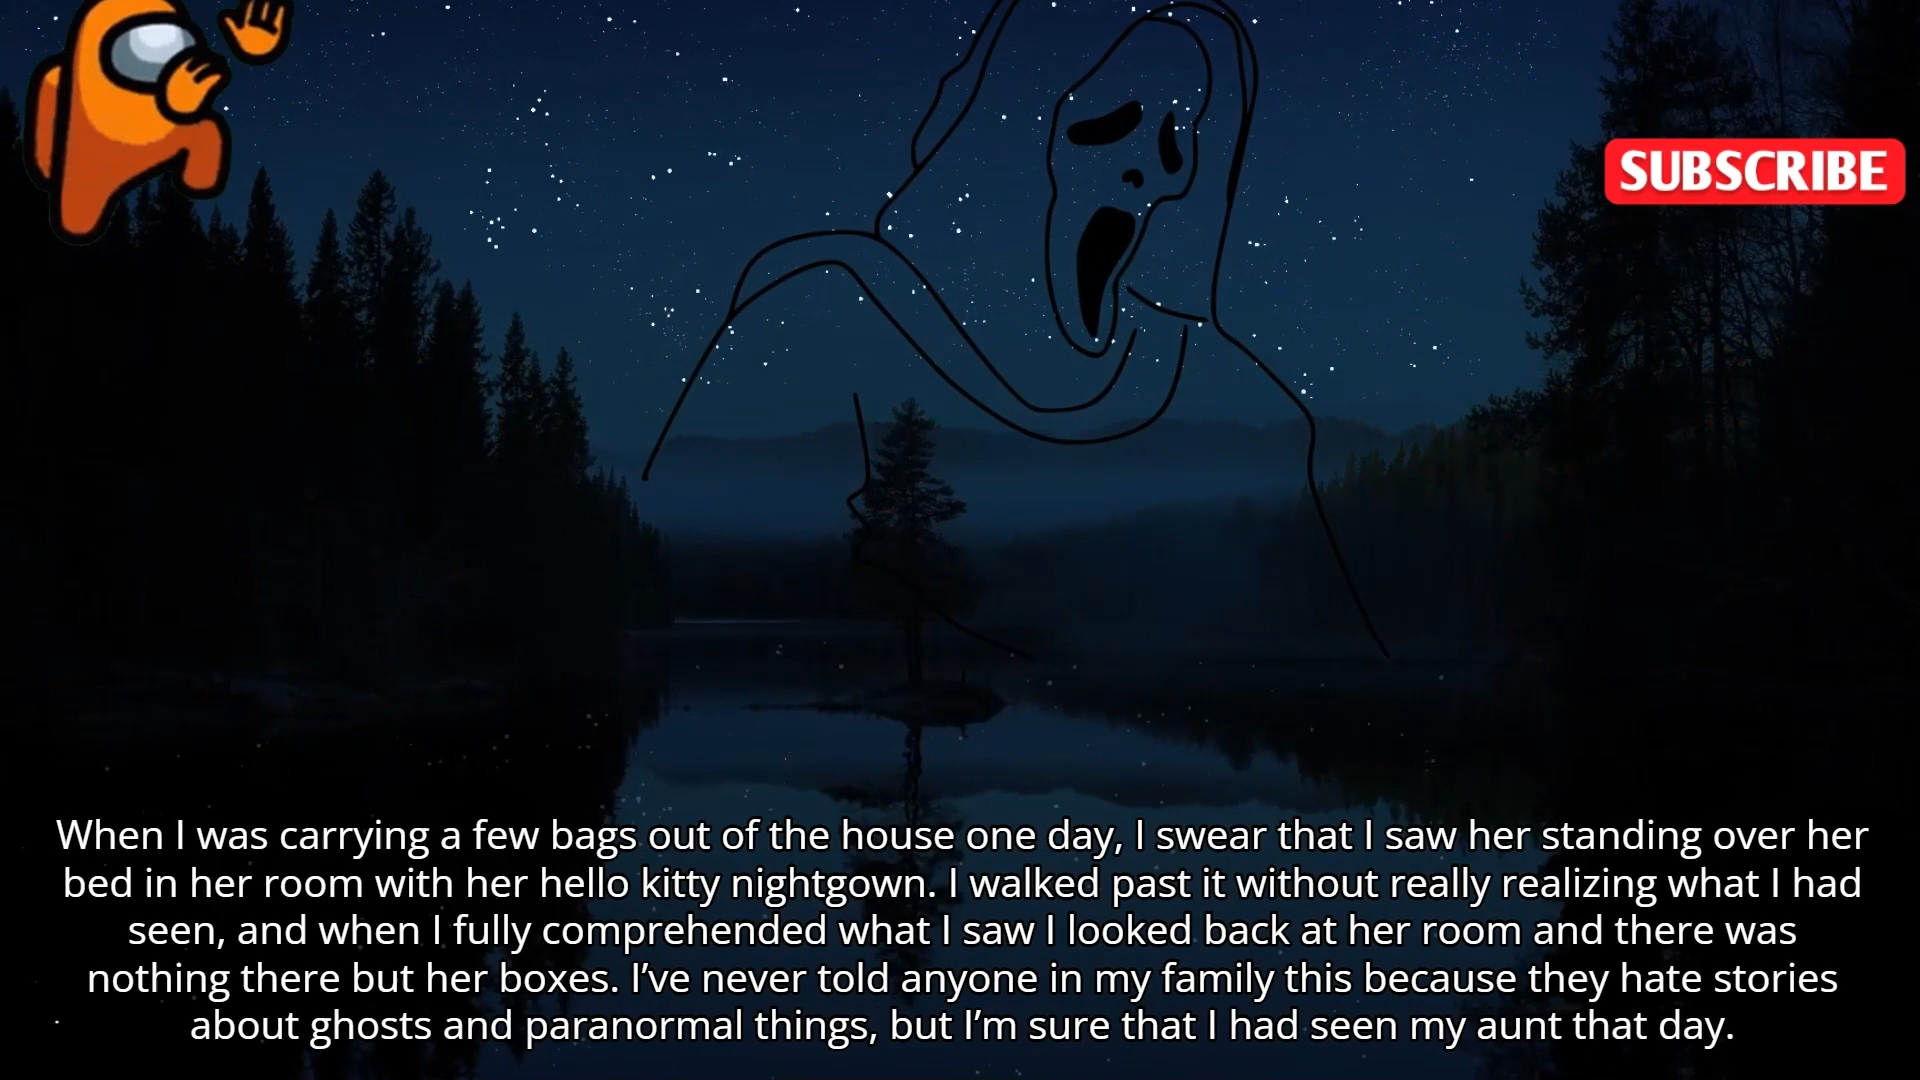 SUBSCRIBE
When I was carrying a few bags out of the house one day, I swear that I saw her standing over her
bed in her room with her hello kitty nightgown. I walked past it without really realizing what I had
seen, and when I fully comprehended what I saw I looked back at her room and there was
nothing there but her boxes. I’ve never told anyone in my family this because they hate stories
about ghosts and paranormal things, but I’m sure that I had seen my aunt that day.